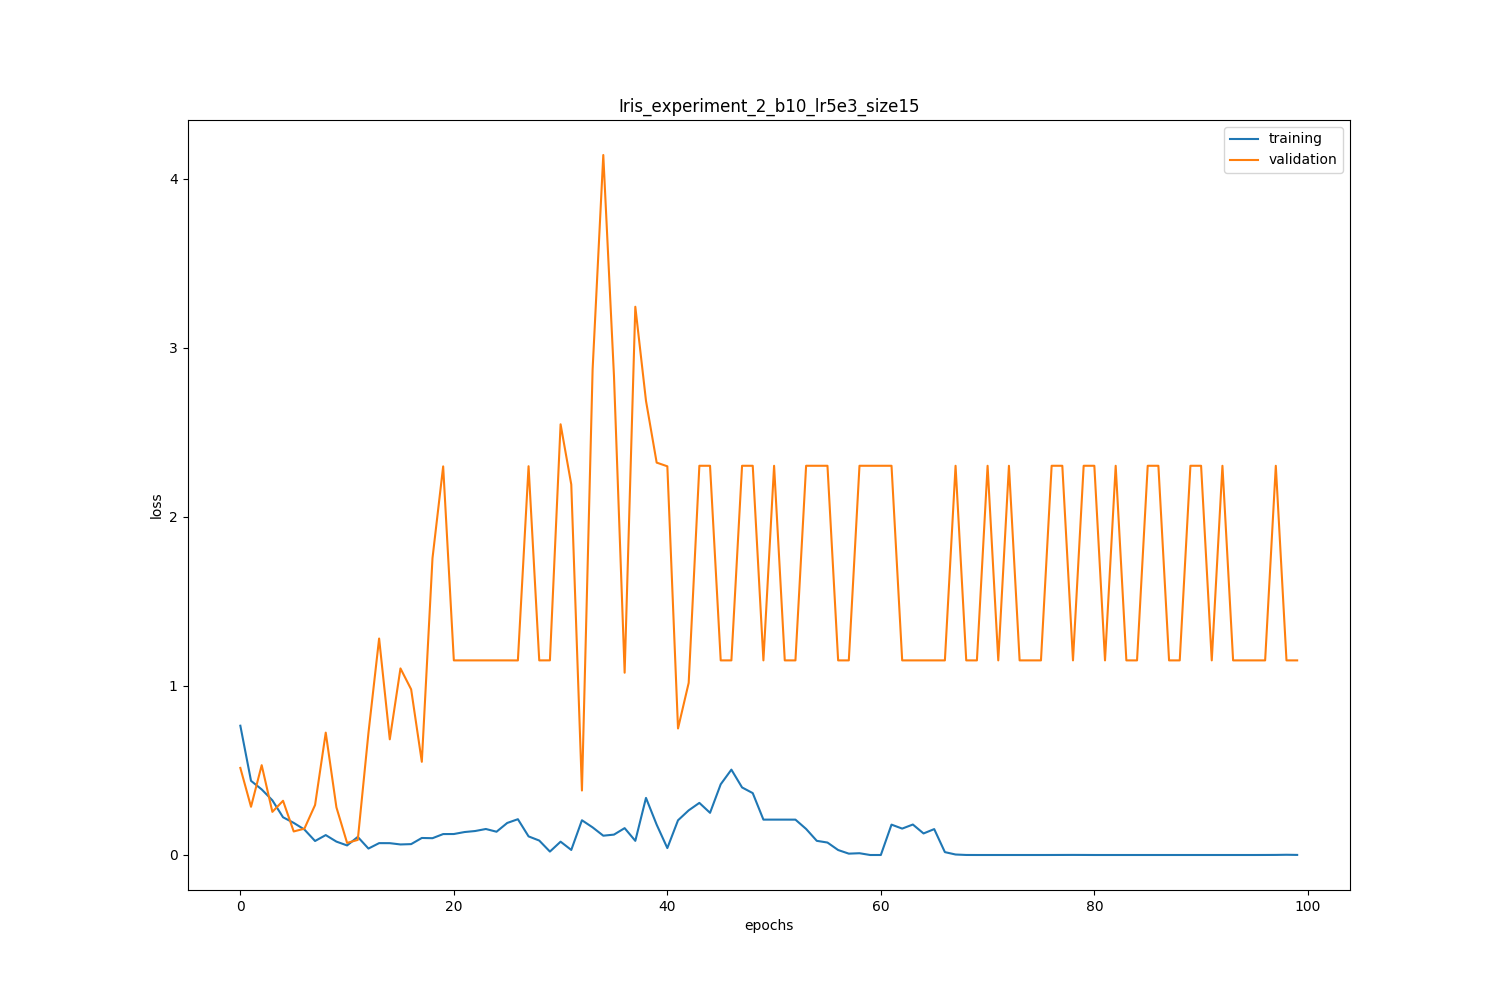 Iris_experiment_2_b10_lr5e3_size15
training
validation
4
3
2
1
0
loss
0 20 40 60 80 100
epochs